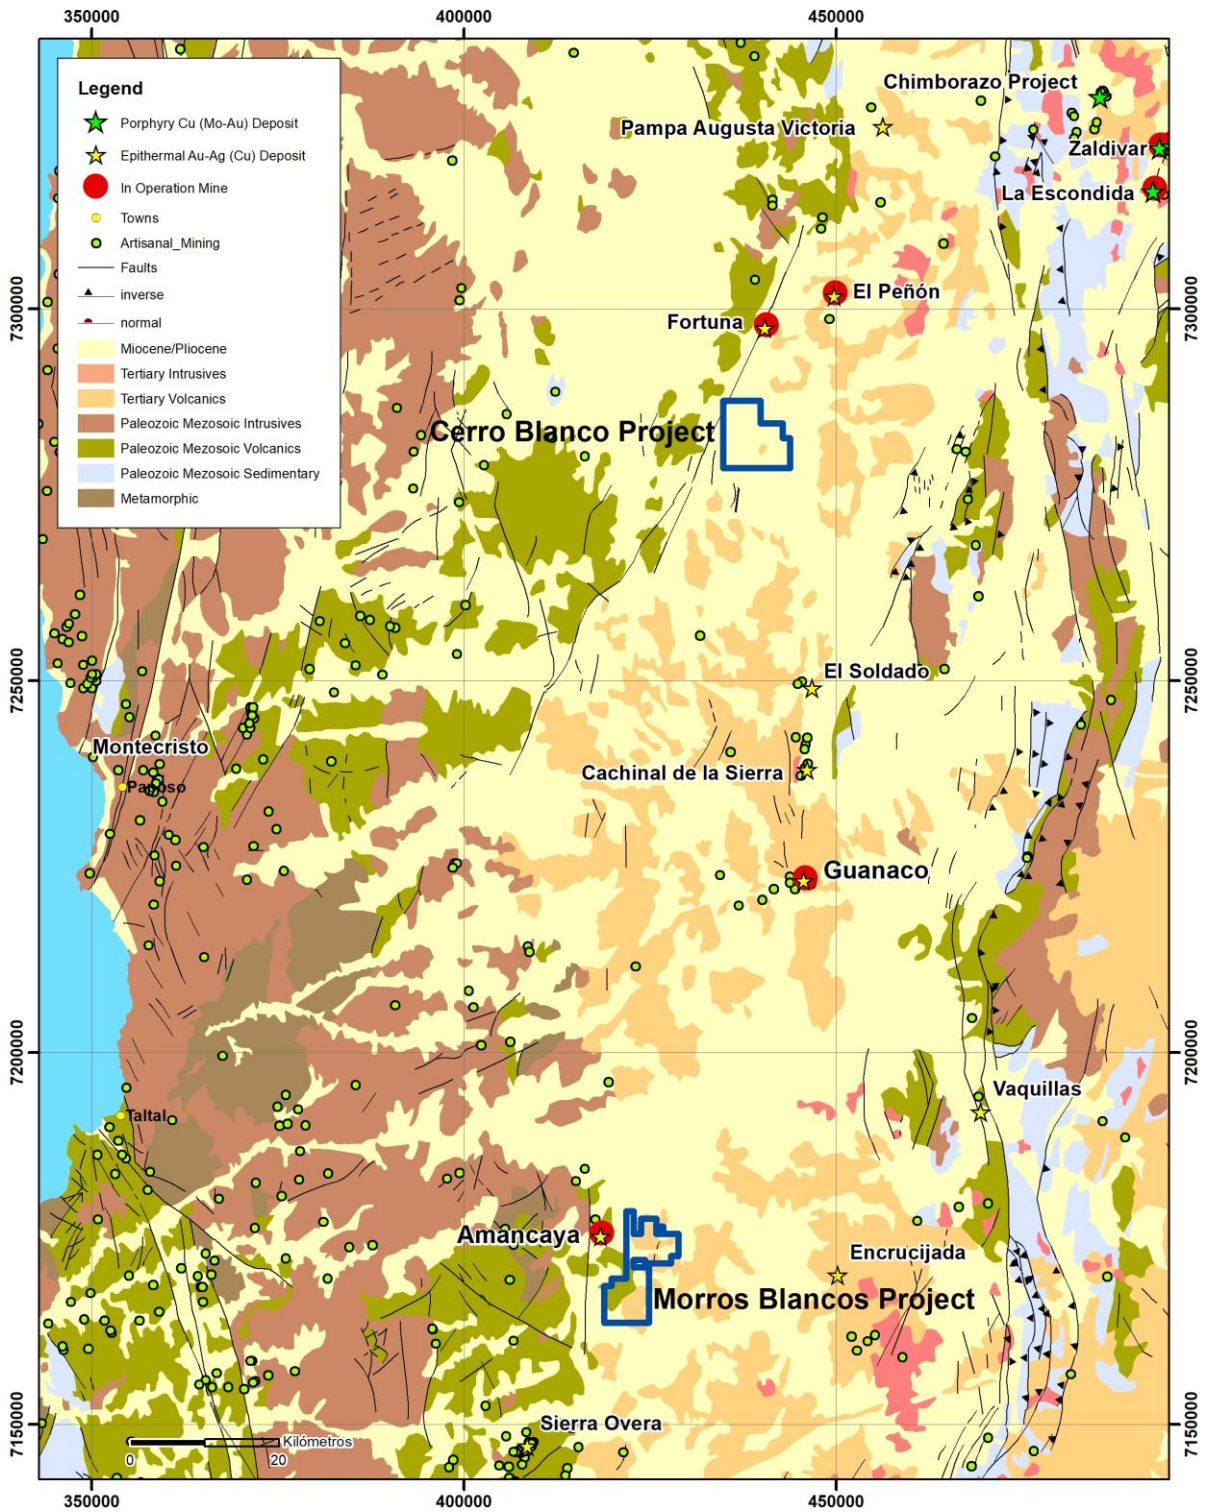 350000 400000 450000
Legend
Porphyry Cu (Mo-Au) Deposit
Epithermal Au-Ag (Cu) Deposit
In Operation Mine
Towns
Artisanal_Mining
Faults
inverse
normal
Miocene/Pliocene
Tertiary Intrusives
Tertiary Volcanics
Paleozoic Mezosoic Intrusives
Paleozoic Mezosoic Volcanics
Paleozoic Mezosoic Sedimentary
Metamorphic
Chimborazo Project
Pampa Augusta Victoria
Zaldivar
La Escondida
El Peñón
7300000 7300000
Fortuna
Cerro Blanco Project
El Soldado
7250000 7250000
Montecristo
Cachinal de la Sierra
Paposo
Guanaco
7200000 7200000
Vaquillas
Taltal
Amancaya
Encrucijada
Morros Blancos Project
Sierra Overa
7150000 7150000
Kilómetros
0 20
350000 400000 450000